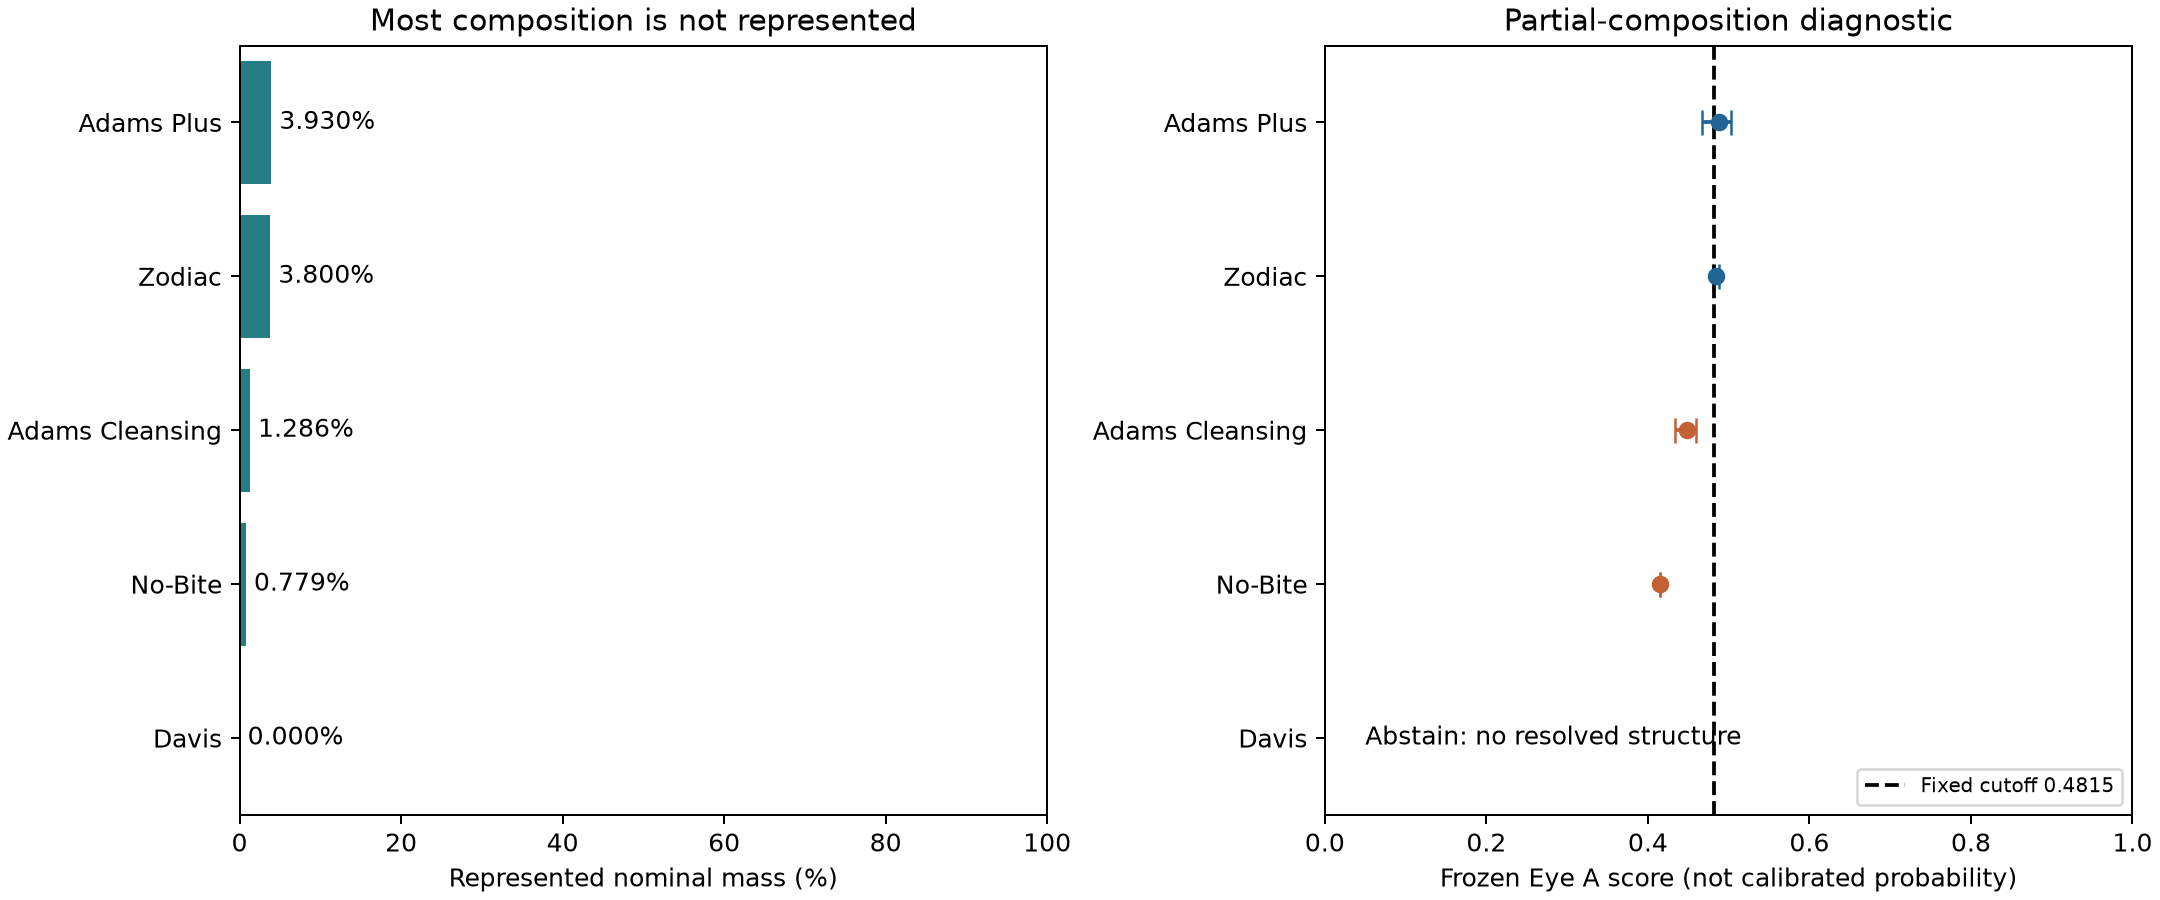 Most composition is not represented
Adams Plus
3.930%
Zodiac
3.800%
Adams Cleansing
1.286%
No-Bite
0.779%
Davis
0.000%
0 20 40 60 80 100
Represented nominal mass (%)
Partial-composition diagnostic
Adams Plus
Zodiac
Adams Cleansing
No-Bite
Davis
Abstain: no resolved structure
Fixed cutoff 0.4815
0.0 0.2 0.4 0.6 0.8 1.0
Frozen Eye A score (not calibrated probability)